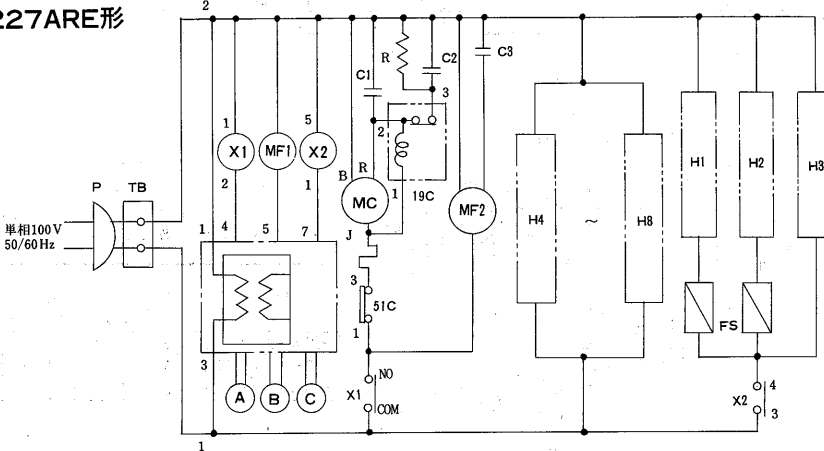 227ARE形
2
R
C2
C3
C1
3
1
X1
MF1
5
X2
2
1
2
B
R
MC
1
19C
MF2
H4
～
H8
H1
H2
H3
P
TB
単相100V
50/60Hz
1
4
5
7
J
3
51C
1
FS
3
A
B
C
NO
X1
COM
X2
4
3
1